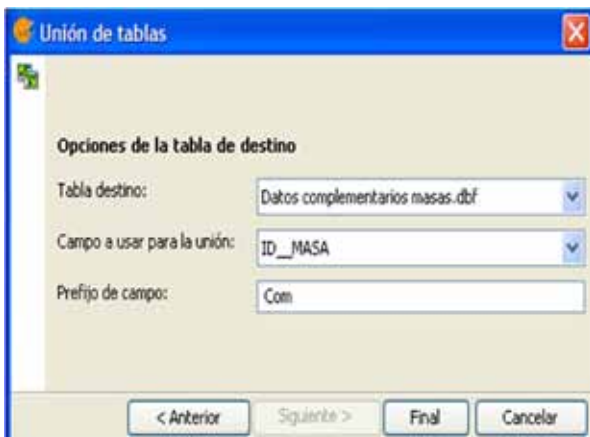 Unión de tablas
Opciones de la tabla de destino
Tabla destino: Datos complementarios masas.dbf
Campo a usar para la unión: ID__MASA
Prefijo de campo: Com
< Anterior Siguiente > Final Cancelar